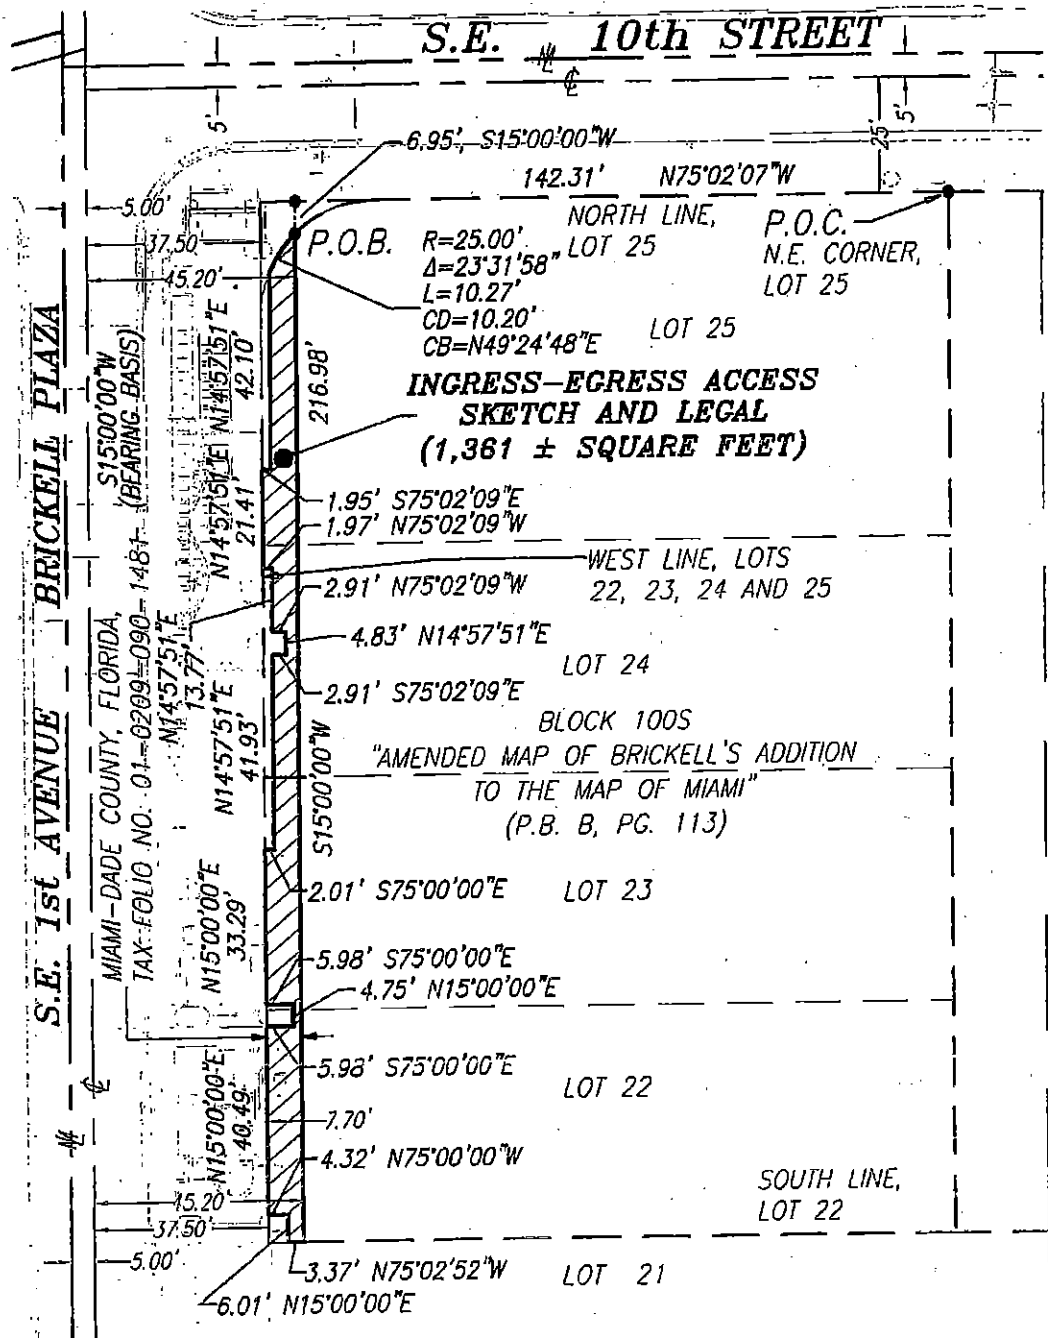 S.E. 10th STREET
5'
5'
25'
6.95', S15°00'00"W
142.31' N75°02'07"W
5.00'
37.50
45.20'
P.O.B.
NORTH LINE,
LOT 25
P.O.C.
N.E. CORNER,
LOT 25
R=25.00'
Δ=23°31'58"
L=10.27'
CD=10.20'
CB=N49°24'48"E
LOT 25
INGRESS-EGRESS ACCESS
SKETCH AND LEGAL
(1,361 ± SQUARE FEET)
S.E. 1st AVENUE BRICKELL PLAZA
S15°00'00"W
(BEARING BASIS)
N14°57'51"E
42.10'
216.98'
N14°57'51"E
21.41'
1.95' S75°02'09"E
1.97' N75°02'09"W
WEST LINE, LOTS
22, 23, 24 AND 25
2.91' N75°02'09"W
4.83' N14°57'51"E
LOT 24
2.91' S75°02'09"E
MIAMI-DADE COUNTY, FLORIDA,
TAX FOLIO NO. 01-0209-090-1481
N14°57'51"E
13.77'
N14°57'51"E
41.93'
S15°00'00"W
BLOCK 100S
"AMENDED MAP OF BRICKELL'S ADDITION
TO THE MAP OF MIAMI"
(P.B. B, PG. 113)
2.01' S75°00'00"E
LOT 23
N15°00'00"E
33.29'
5.98' S75°00'00"E
4.75' N15°00'00"E
5.98' S75°00'00"E
LOT 22
N15°00'00"E
40.49'
7.70'
4.32' N75°00'00"W
SOUTH LINE,
LOT 22
45.20
37.50'
5.00'
3.37' N75°02'52"W
LOT 21
6.01' N15°00'00"E